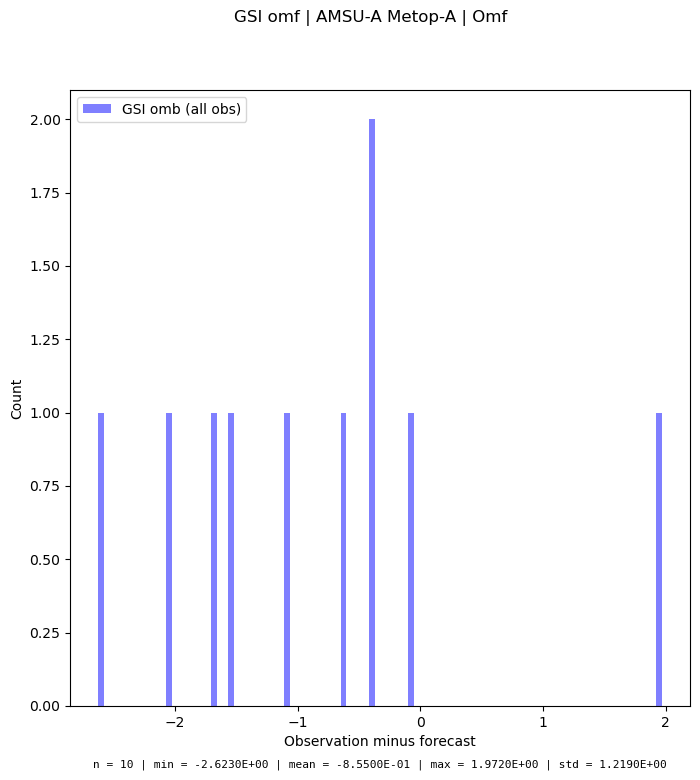 GSI omf | AMSU-A Metop-A | Omf
GSI omb (all obs)
2.00
1.75
1.50
1.25
1.00
0.75
0.50
0.25
0.00
Count
−2 −1 0 1 2
Observation minus forecast
n = 10 | min = -2.6230E+00 | mean = -8.5500E-01 | max = 1.9720E+00 | std = 1.2190E+00